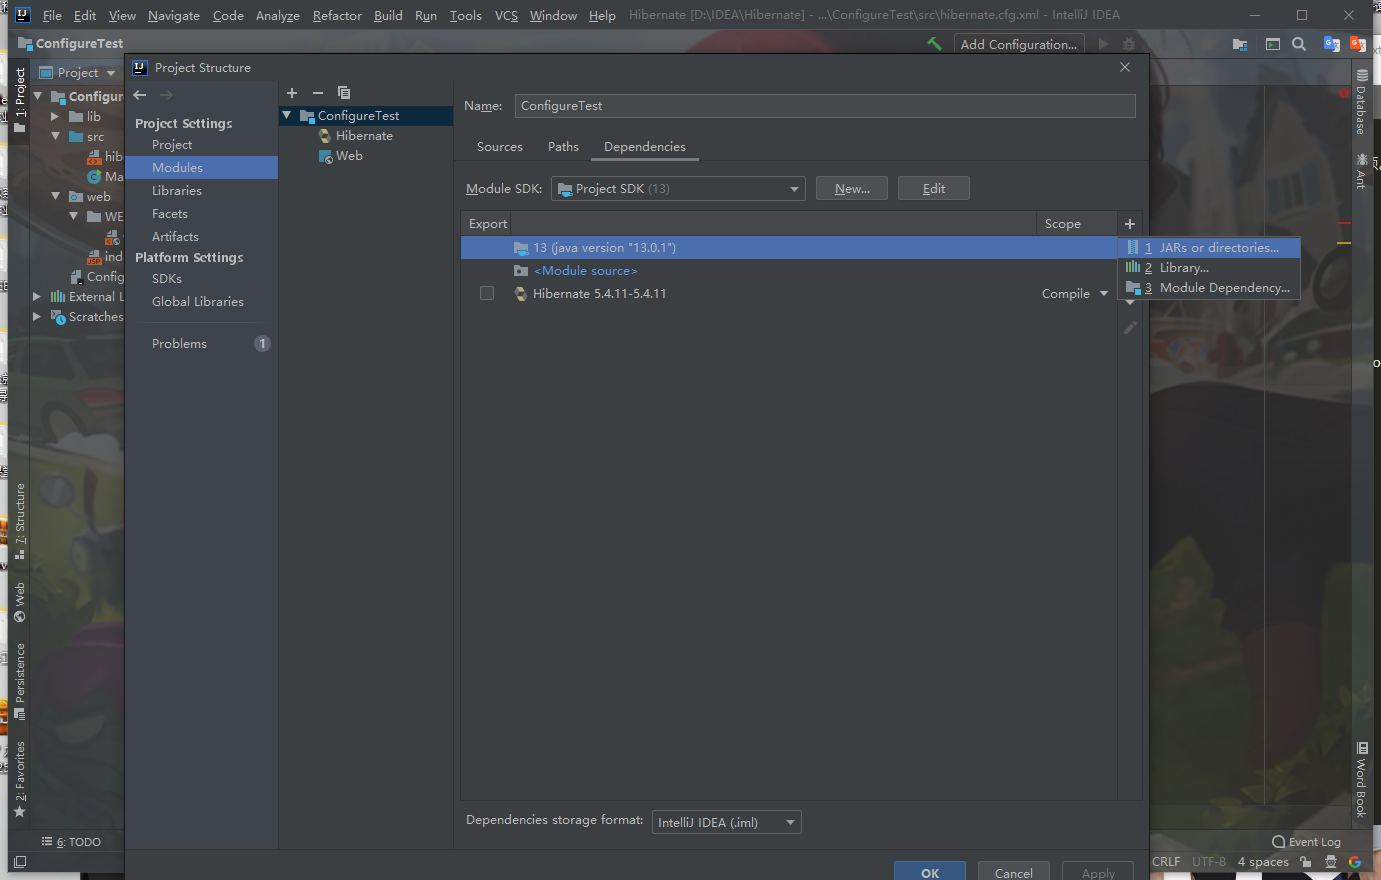 File Edit View Navigate Code Analyze Refactor Build Run Tools VCS Window Help Hibernate [D:\IDEA\Hibernate] - ...\ConfigureTest\src\hibernate.cfg.xml - IntelliJ IDEA
ConfigureTest
Add Configuration...
1: Project
Project
Configur
lib
src
hib
Ma
web
WE
ind
Config
External L
Scratches
7: Structure
Web
Persistence
2: Favorites
Project Structure
Project Settings
Project
Modules
Libraries
Facets
Artifacts
Platform Settings
SDKs
Global Libraries
Problems 1
ConfigureTest
Hibernate
Web
Name: ConfigureTest
Sources Paths Dependencies
Module SDK: Project SDK (13) New... Edit
Export Scope
13 (java version "13.0.1")
<Module source>
Hibernate 5.4.11-5.4.11 Compile
1 JARs or directories...
2 Library...
3 Module Dependency...
Dependencies storage format: IntelliJ IDEA (.iml)
OK Cancel Apply
Database
Ant
Word Book
6: TODO
Event Log
CRLF UTF-8 4 spaces